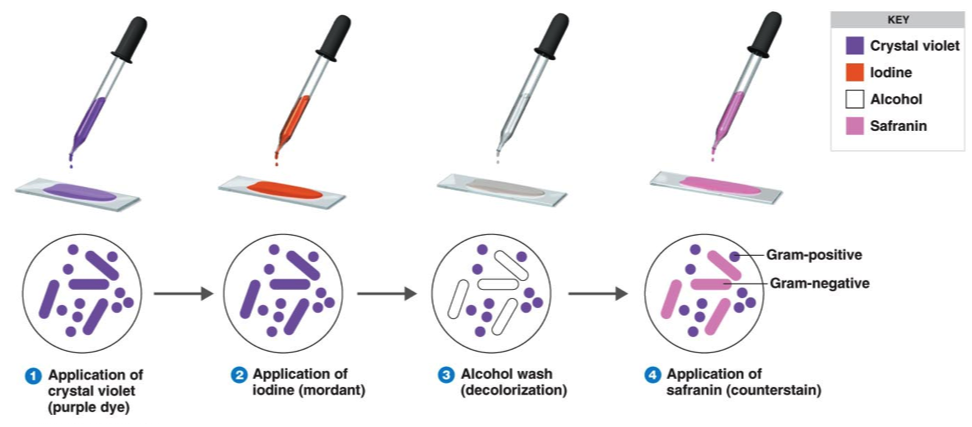 KEY
Crystal violet
Iodine
Alcohol
Safranin
Gram-positive
Gram-negative
1 Application of
crystal violet
(purple dye)
2 Application of
iodine (mordant)
3 Alcohol wash
(decolorization)
4 Application of
safranin (counterstain)